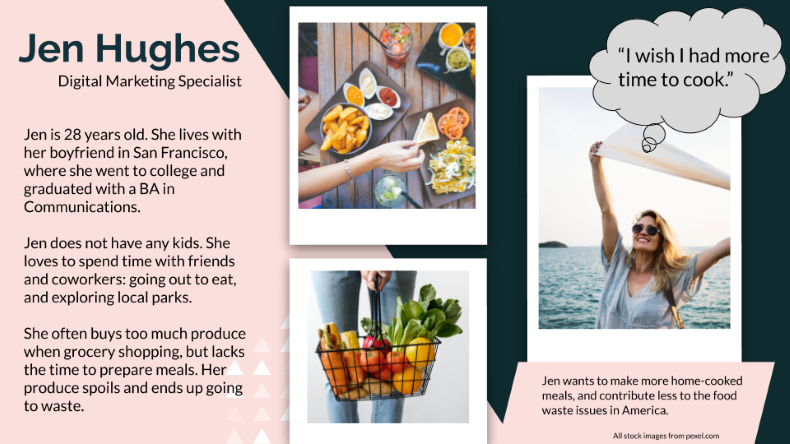 Jen Hughes
Digital Marketing Specialist
Jen is 28 years old. She lives with
her boyfriend in San Francisco,
where she went to college and
graduated with a BA in
Communications.
Jen does not have any kids. She
loves to spend time with friends
and coworkers: going out to eat,
and exploring local parks.
She often buys too much produce
when grocery shopping, but lacks
the time to prepare meals. Her
produce spoils and ends up going
to waste.
“I wish I had more
time to cook.”
Jen wants to make more home-cooked
meals, and contribute less to the food
waste issues in America.
All stock images from pexel.com